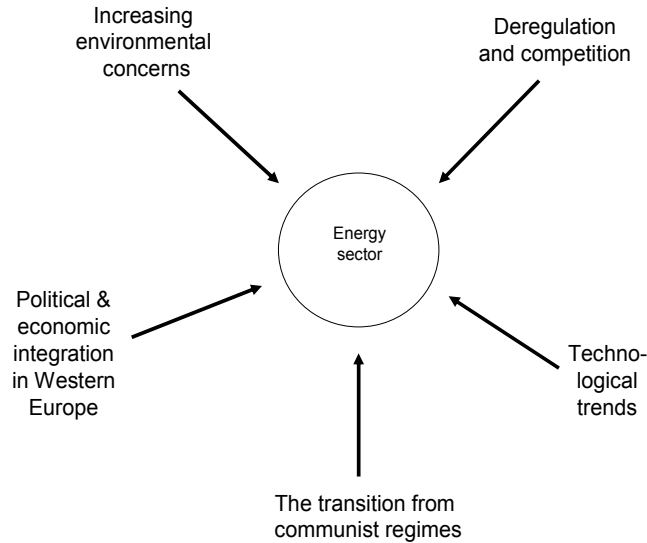 Increasing
environmental
concerns
Deregulation
and competition
Energy
sector
Political &
economic
integration
in Western
Europe
Techno-
logical
trends
The transition from
communist regimes